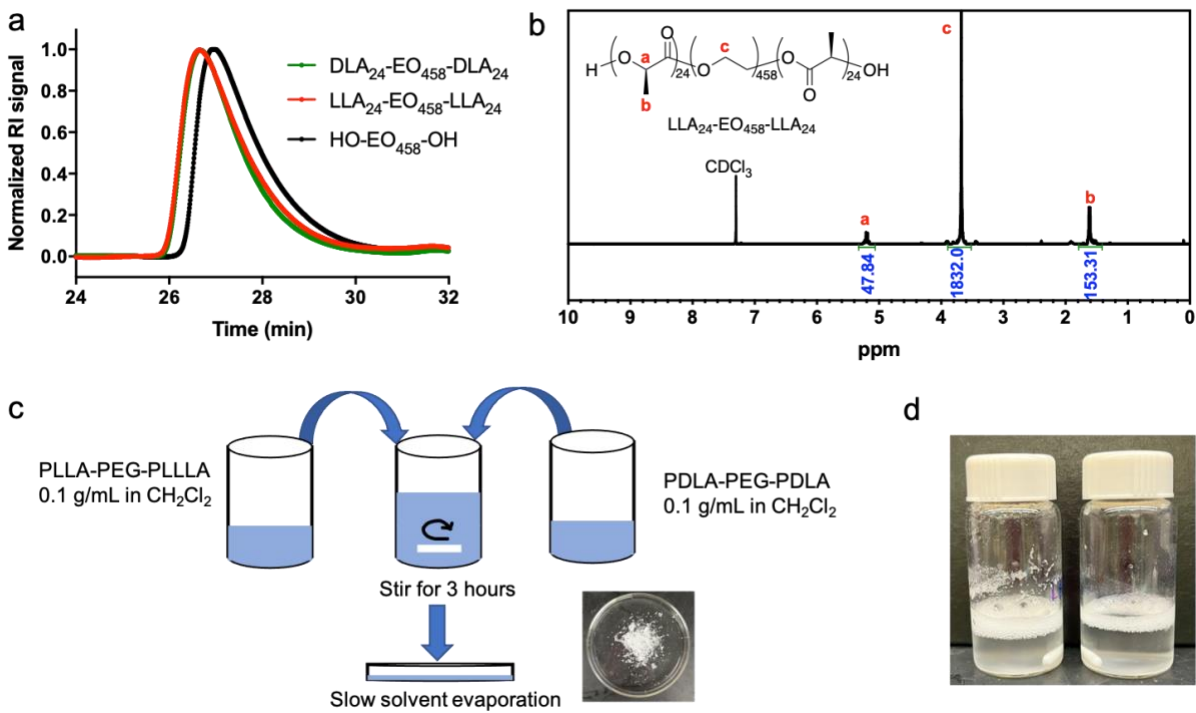 a
Normalized RI signal
1.0
0.8
0.6
0.4
0.2
0.0
24
26
28
30
32
Time (min)
DLA24-EO458-DLA24
LLA24-EO458-LLA24
HO-EO458-OH
b
H
O
a
b
O
24
O
c
458
O
O
24
OH
LLA24-EO458-LLA24
CDCl3
a
c
b
47.84
1832.0
153.31
10
9
8
7
6
5
4
3
2
1
0
ppm
c
PLLA-PEG-PLLLA
0.1 g/mL in CH2Cl2
PDLA-PEG-PDLA
0.1 g/mL in CH2Cl2
Stir for 3 hours
Slow solvent evaporation
d